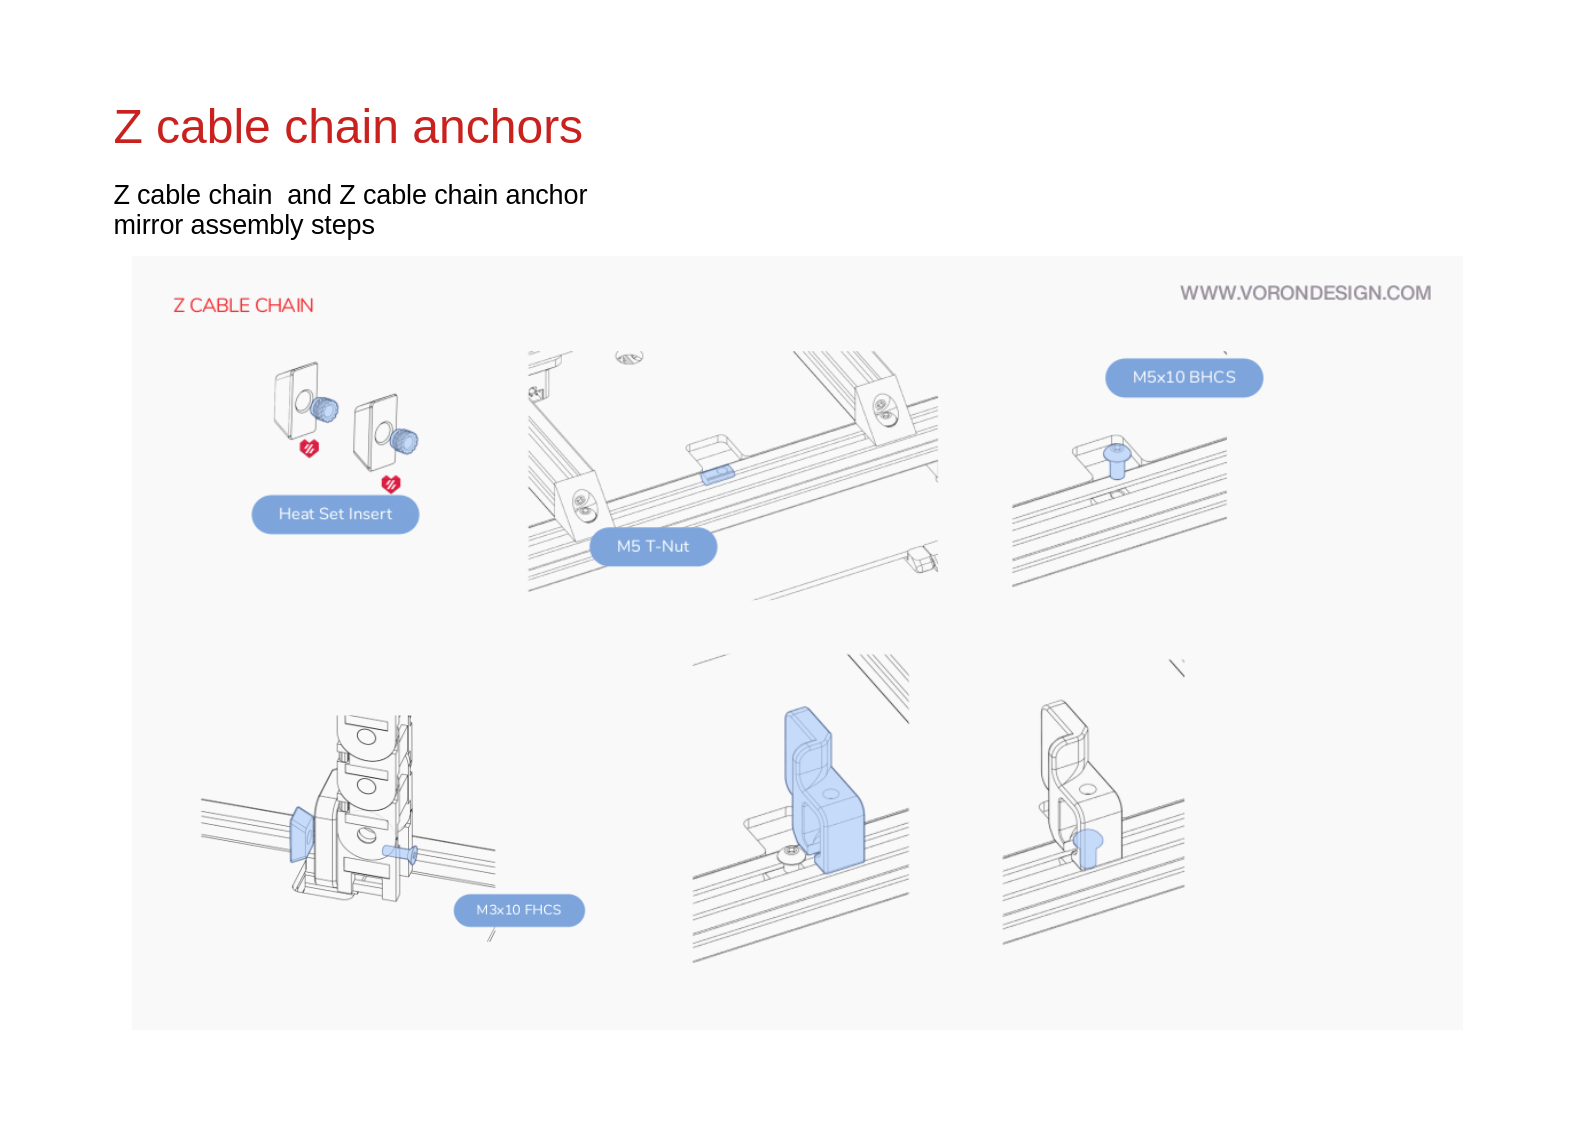 Z cable chain anchors
Z cable chain  and Z cable chain anchor
mirror assembly steps
Z CABLE CHAIN
WWW.VORONDESIGN.COM
M5x10 BHCS
Heat Set Insert
M5 T-Nut
M3x10 FHCS